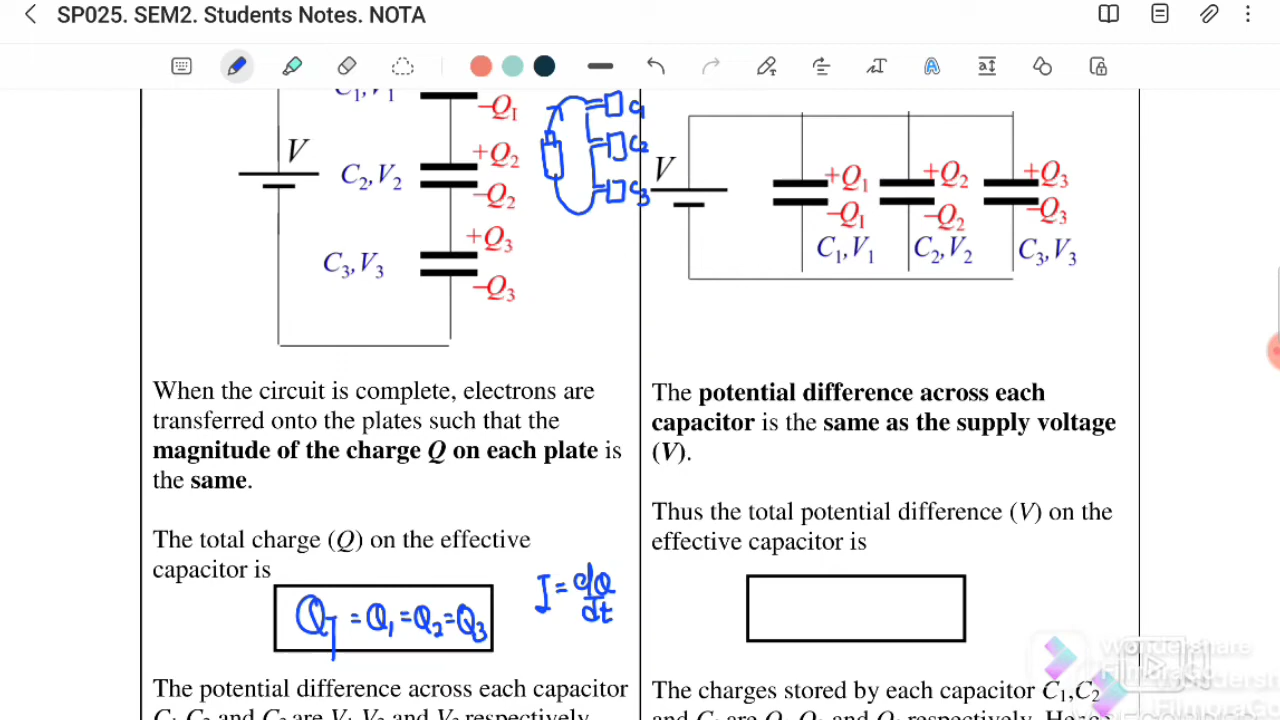 SP025. SEM2. Students Notes. NOTA
C₁,V₁
–Q₁
V
C₂,V₂
+Q₂
–Q₂
C₃,V₃
+Q₃
–Q₃
C₁
C₂
C₃
When the circuit is complete, electrons are
transferred onto the plates such that the
magnitude of the charge Q on each plate is
the same.
The total charge (Q) on the effective
capacitor is
Q_T = Q₁ = Q₂ = Q₃
I = dQ/dt
The potential difference across each capacitor
V
+Q₁
–Q₁
C₁,V₁
+Q₂
–Q₂
C₂,V₂
+Q₃
–Q₃
C₃,V₃
The potential difference across each
capacitor is the same as the supply voltage
(V).
Thus the total potential difference (V) on the
effective capacitor is
The charges stored by each capacitor C₁,C₂
Wondershare